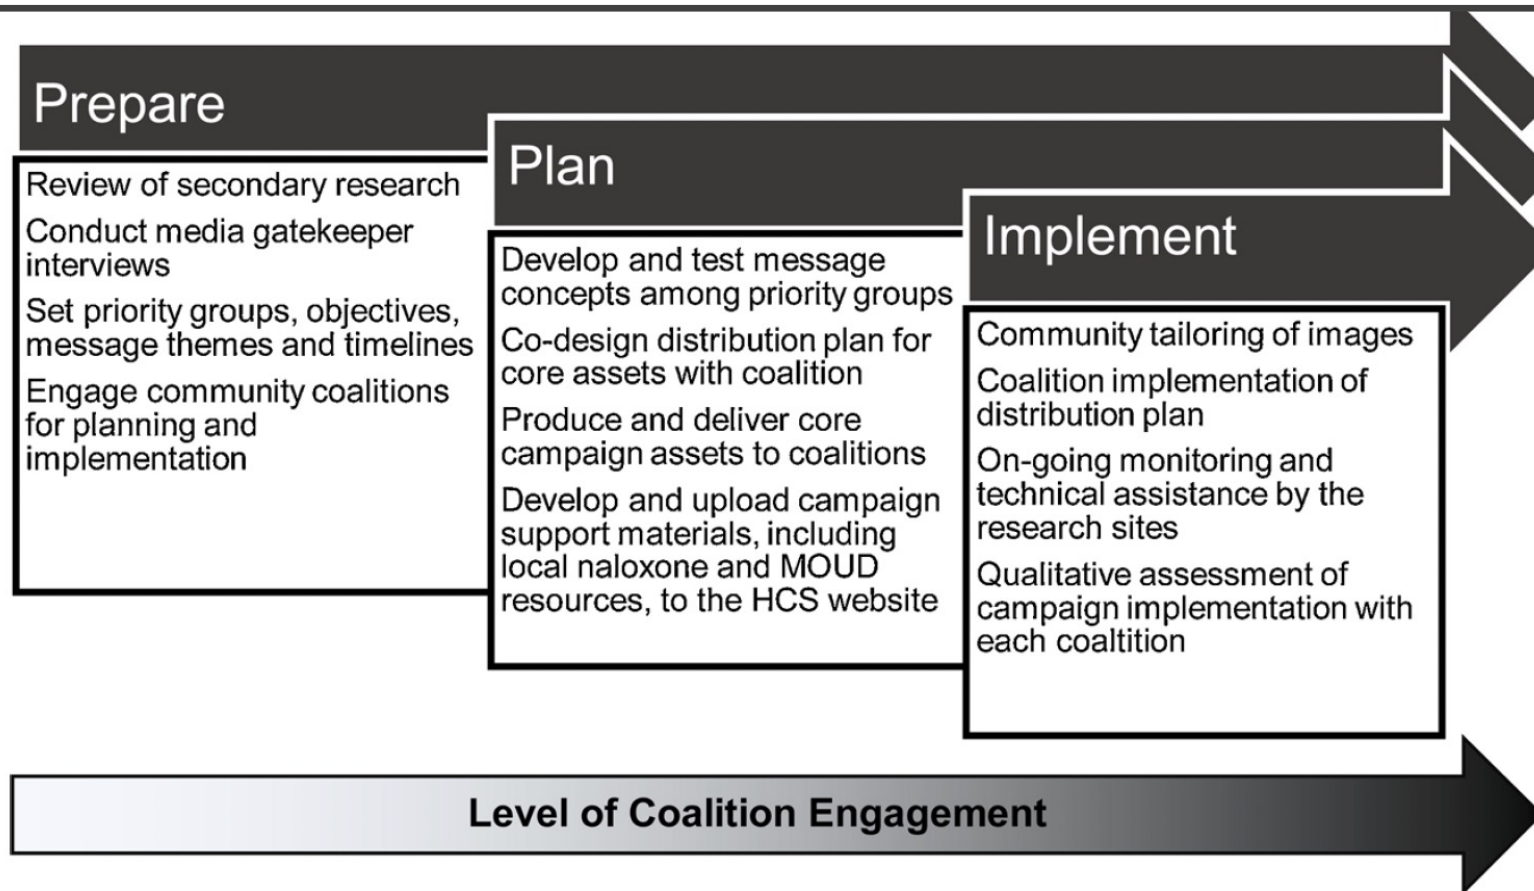 Prepare
Review of secondary research
Conduct media gatekeeper
interviews
Set priority groups, objectives,
message themes and timelines
Engage community coalitions
for planning and
implementation
Plan
Develop and test message
concepts among priority groups
Co-design distribution plan for
core assets with coalition
Produce and deliver core
campaign assets to coalitions
Develop and upload campaign
support materials, including
local naloxone and MOUD
resources, to the HCS website
Implement
Community tailoring of images
Coalition implementation of
distribution plan
On-going monitoring and
technical assistance by the
research sites
Qualitative assessment of
campaign implementation with
each coaltition
Level of Coalition Engagement